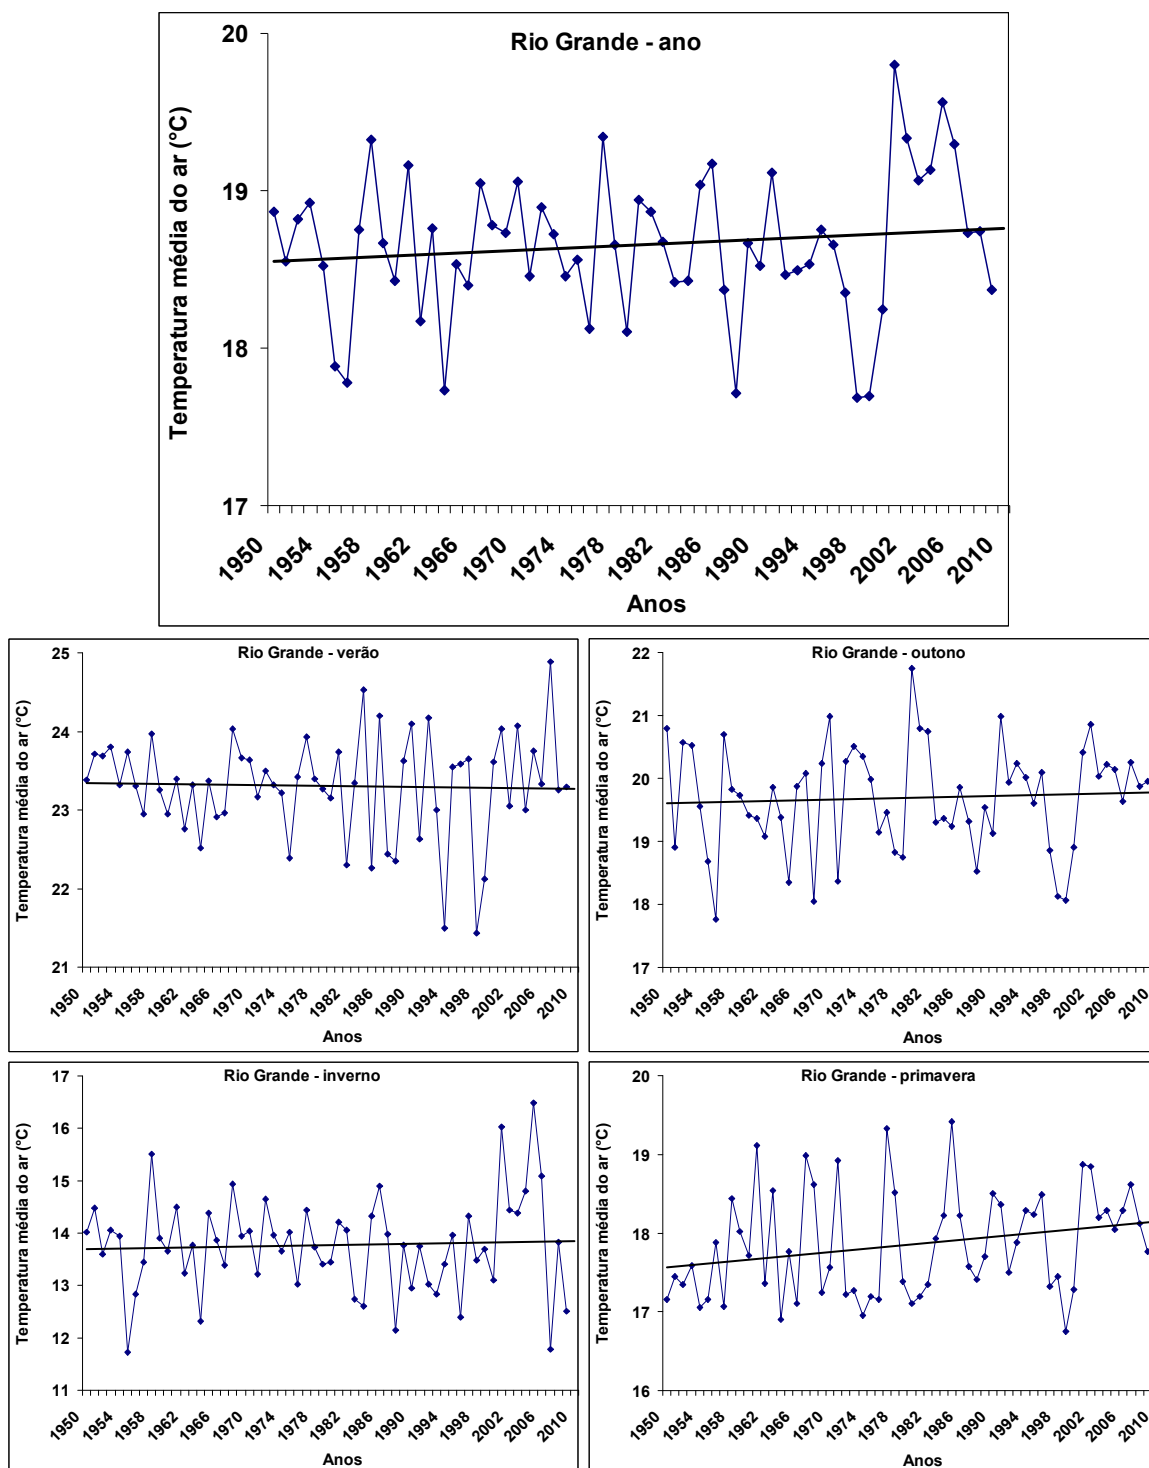 Rio Grande - ano
Temperatura média do ar (°C)
20
19
18
17
1950 1954 1958 1962 1966 1970 1974 1978 1982 1986 1990 1994 1998 2002 2006 2010
Anos
Rio Grande - verão
Temperatura média do ar (°C)
25
24
23
22
21
1950 1954 1958 1962 1966 1970 1974 1978 1982 1986 1990 1994 1998 2002 2006 2010
Anos
Rio Grande - outono
Temperatura média do ar (°C)
22
21
20
19
18
17
1950 1954 1958 1962 1966 1970 1974 1978 1982 1986 1990 1994 1998 2002 2006 2010
Anos
Rio Grande - inverno
Temperatura média do ar (°C)
17
16
15
14
13
12
11
1950 1954 1958 1962 1966 1970 1974 1978 1982 1986 1990 1994 1998 2002 2006 2010
Anos
Rio Grande - primavera
Temperatura média do ar (°C)
20
19
18
17
16
1950 1954 1958 1962 1966 1970 1974 1978 1982 1986 1990 1994 1998 2002 2006 2010
Anos